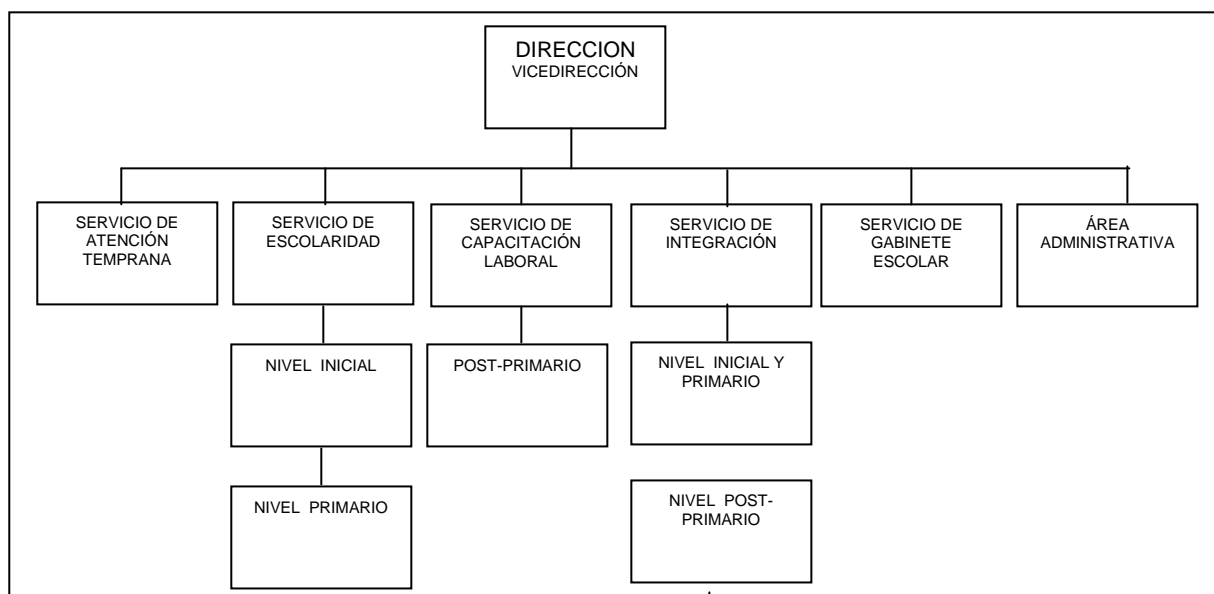 DIRECCION
VICEDIRECCIÓN
SERVICIO DE
ATENCIÓN
TEMPRANA
SERVICIO DE
ESCOLARIDAD
SERVICIO DE
CAPACITACIÓN
LABORAL
SERVICIO DE
INTEGRACIÓN
SERVICIO DE
GABINETE
ESCOLAR
ÁREA
ADMINISTRATIVA
NIVEL INICIAL
POST-PRIMARIO
NIVEL INICIAL Y
PRIMARIO
NIVEL PRIMARIO
NIVEL POST-
PRIMARIO